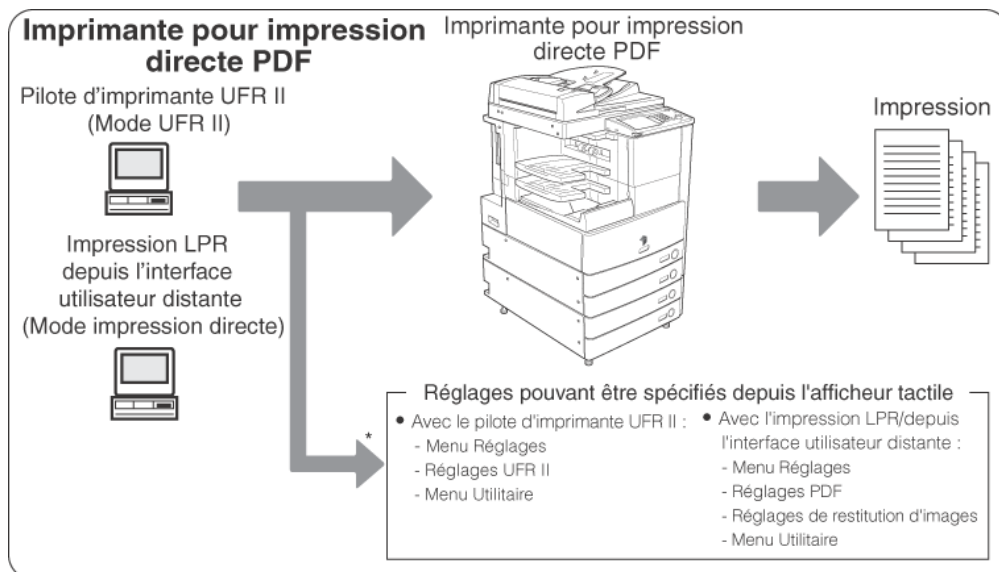 Imprimante pour impression
directe PDF
Pilote d'imprimante UFR II
(Mode UFR II)
Impression LPR
depuis l'interface
utilisateur distante
(Mode impression directe)
Imprimante pour impression
directe PDF
Impression
*
Réglages pouvant être spécifiés depuis l'afficheur tactile
● Avec le pilote d'imprimante UFR II :
- Menu Réglages
- Réglages UFR II
- Menu Utilitaire
● Avec l'impression LPR/depuis
l'interface utilisateur distante :
- Menu Réglages
- Réglages PDF
- Réglages de restitution d'images
- Menu Utilitaire